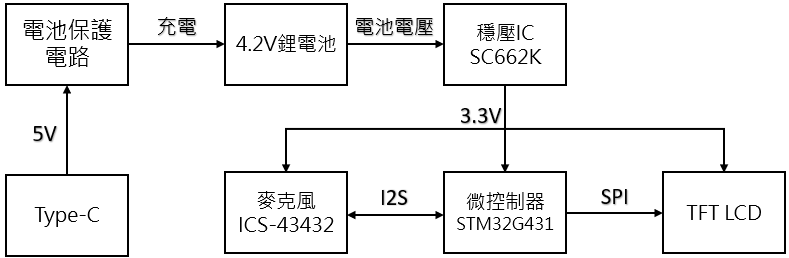 電池保護
電路
充電
4.2V鋰電池
電池電壓
穩壓IC
SC662K
5V
3.3V
Type-C
麥克風
ICS-43432
I2S
微控制器
STM32G431
SPI
TFT LCD